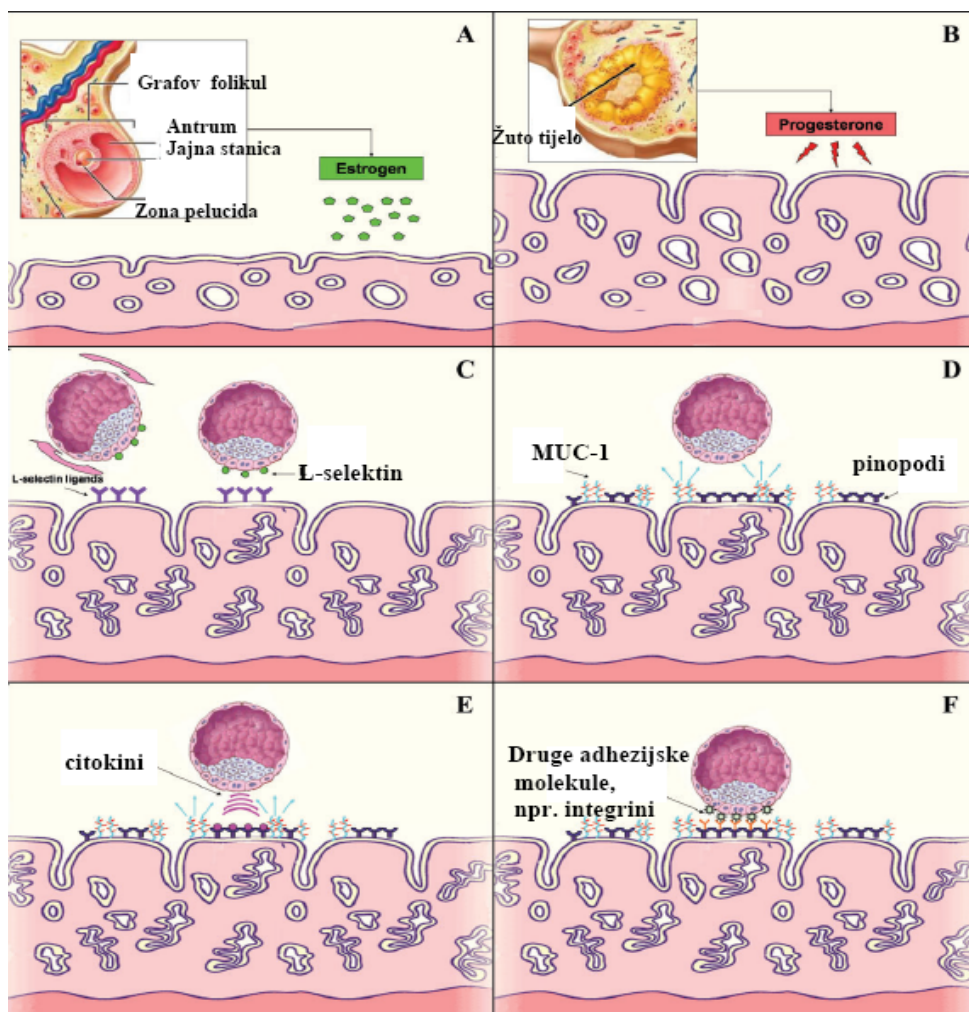 A
Grafov folikul
Antrum
Jajna stanica
Estrogen
Zona pelucida
B
Žuto tijelo
Progesterone
C
L-selektin
L-selectin ligands
D
MUC-1
pinopodi
E
citokini
F
Druge adhezijske
molekule,
npr. integrini